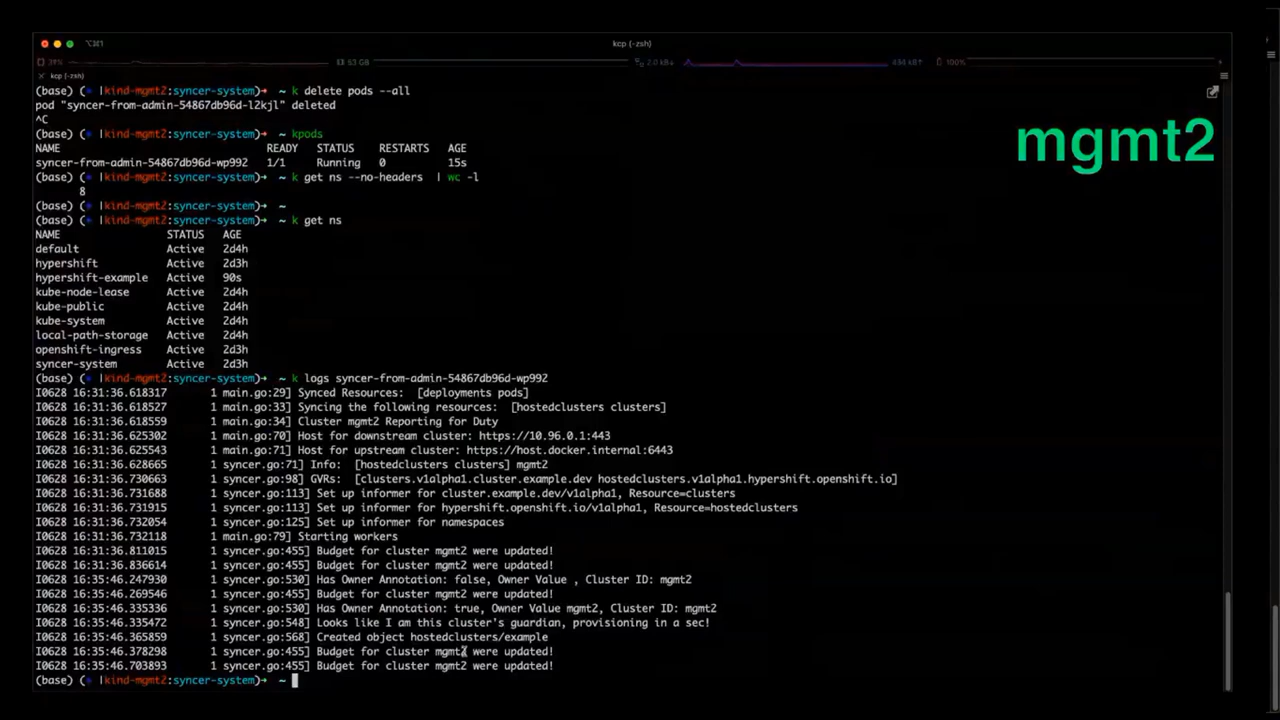 kcp (-zsh)
39% 53 GB 2.0 kB↓ 484 kB↑ 100%
kcp (-zsh)
(base) (⎈ |kind-mgmt2:syncer-system)➜ ~ k delete pods --all
pod "syncer-from-admin-54867db96d-l2kjl" deleted
^C
(base) (⎈ |kind-mgmt2:syncer-system)➜ ~ kpods
NAME READY STATUS RESTARTS AGE
syncer-from-admin-54867db96d-wp992 1/1 Running 0 15s
(base) (⎈ |kind-mgmt2:syncer-system)➜ ~ k get ns --no-headers | wc -l
8
(base) (⎈ |kind-mgmt2:syncer-system)➜ ~
(base) (⎈ |kind-mgmt2:syncer-system)➜ ~ k get ns
NAME STATUS AGE
default Active 2d4h
hypershift Active 2d3h
hypershift-example Active 90s
kube-node-lease Active 2d4h
kube-public Active 2d4h
kube-system Active 2d4h
local-path-storage Active 2d4h
openshift-ingress Active 2d3h
syncer-system Active 2d3h
(base) (⎈ |kind-mgmt2:syncer-system)➜ ~ k logs syncer-from-admin-54867db96d-wp992
I0628 16:31:36.618317 1 main.go:29] Synced Resources: [deployments pods]
I0628 16:31:36.618527 1 main.go:33] Syncing the following resources: [hostedclusters clusters]
I0628 16:31:36.618559 1 main.go:34] Cluster mgmt2 Reporting for Duty
I0628 16:31:36.625302 1 main.go:70] Host for downstream cluster: https://10.96.0.1:443
I0628 16:31:36.625543 1 main.go:71] Host for upstream cluster: https://host.docker.internal:6443
I0628 16:31:36.628665 1 syncer.go:71] Info: [hostedclusters clusters] mgmt2
I0628 16:31:36.730663 1 syncer.go:98] GVRs: [clusters.v1alpha1.cluster.example.dev hostedclusters.v1alpha1.hypershift.openshift.io]
I0628 16:31:36.731688 1 syncer.go:113] Set up informer for cluster.example.dev/v1alpha1, Resource=clusters
I0628 16:31:36.731915 1 syncer.go:113] Set up informer for hypershift.openshift.io/v1alpha1, Resource=hostedclusters
I0628 16:31:36.732054 1 syncer.go:125] Set up informer for namespaces
I0628 16:31:36.732118 1 main.go:79] Starting workers
I0628 16:31:36.811015 1 syncer.go:455] Budget for cluster mgmt2 were updated!
I0628 16:31:36.836614 1 syncer.go:455] Budget for cluster mgmt2 were updated!
I0628 16:35:46.247930 1 syncer.go:530] Has Owner Annotation: false, Owner Value , Cluster ID: mgmt2
I0628 16:35:46.269546 1 syncer.go:455] Budget for cluster mgmt2 were updated!
I0628 16:35:46.335336 1 syncer.go:530] Has Owner Annotation: true, Owner Value mgmt2, Cluster ID: mgmt2
I0628 16:35:46.335472 1 syncer.go:548] Looks like I am this cluster's guardian, provisioning in a sec!
I0628 16:35:46.365859 1 syncer.go:568] Created object hostedclusters/example
I0628 16:35:46.378298 1 syncer.go:455] Budget for cluster mgmt2 were updated!
I0628 16:35:46.703893 1 syncer.go:455] Budget for cluster mgmt2 were updated!
(base) (⎈ |kind-mgmt2:syncer-system)➜ ~
mgmt2